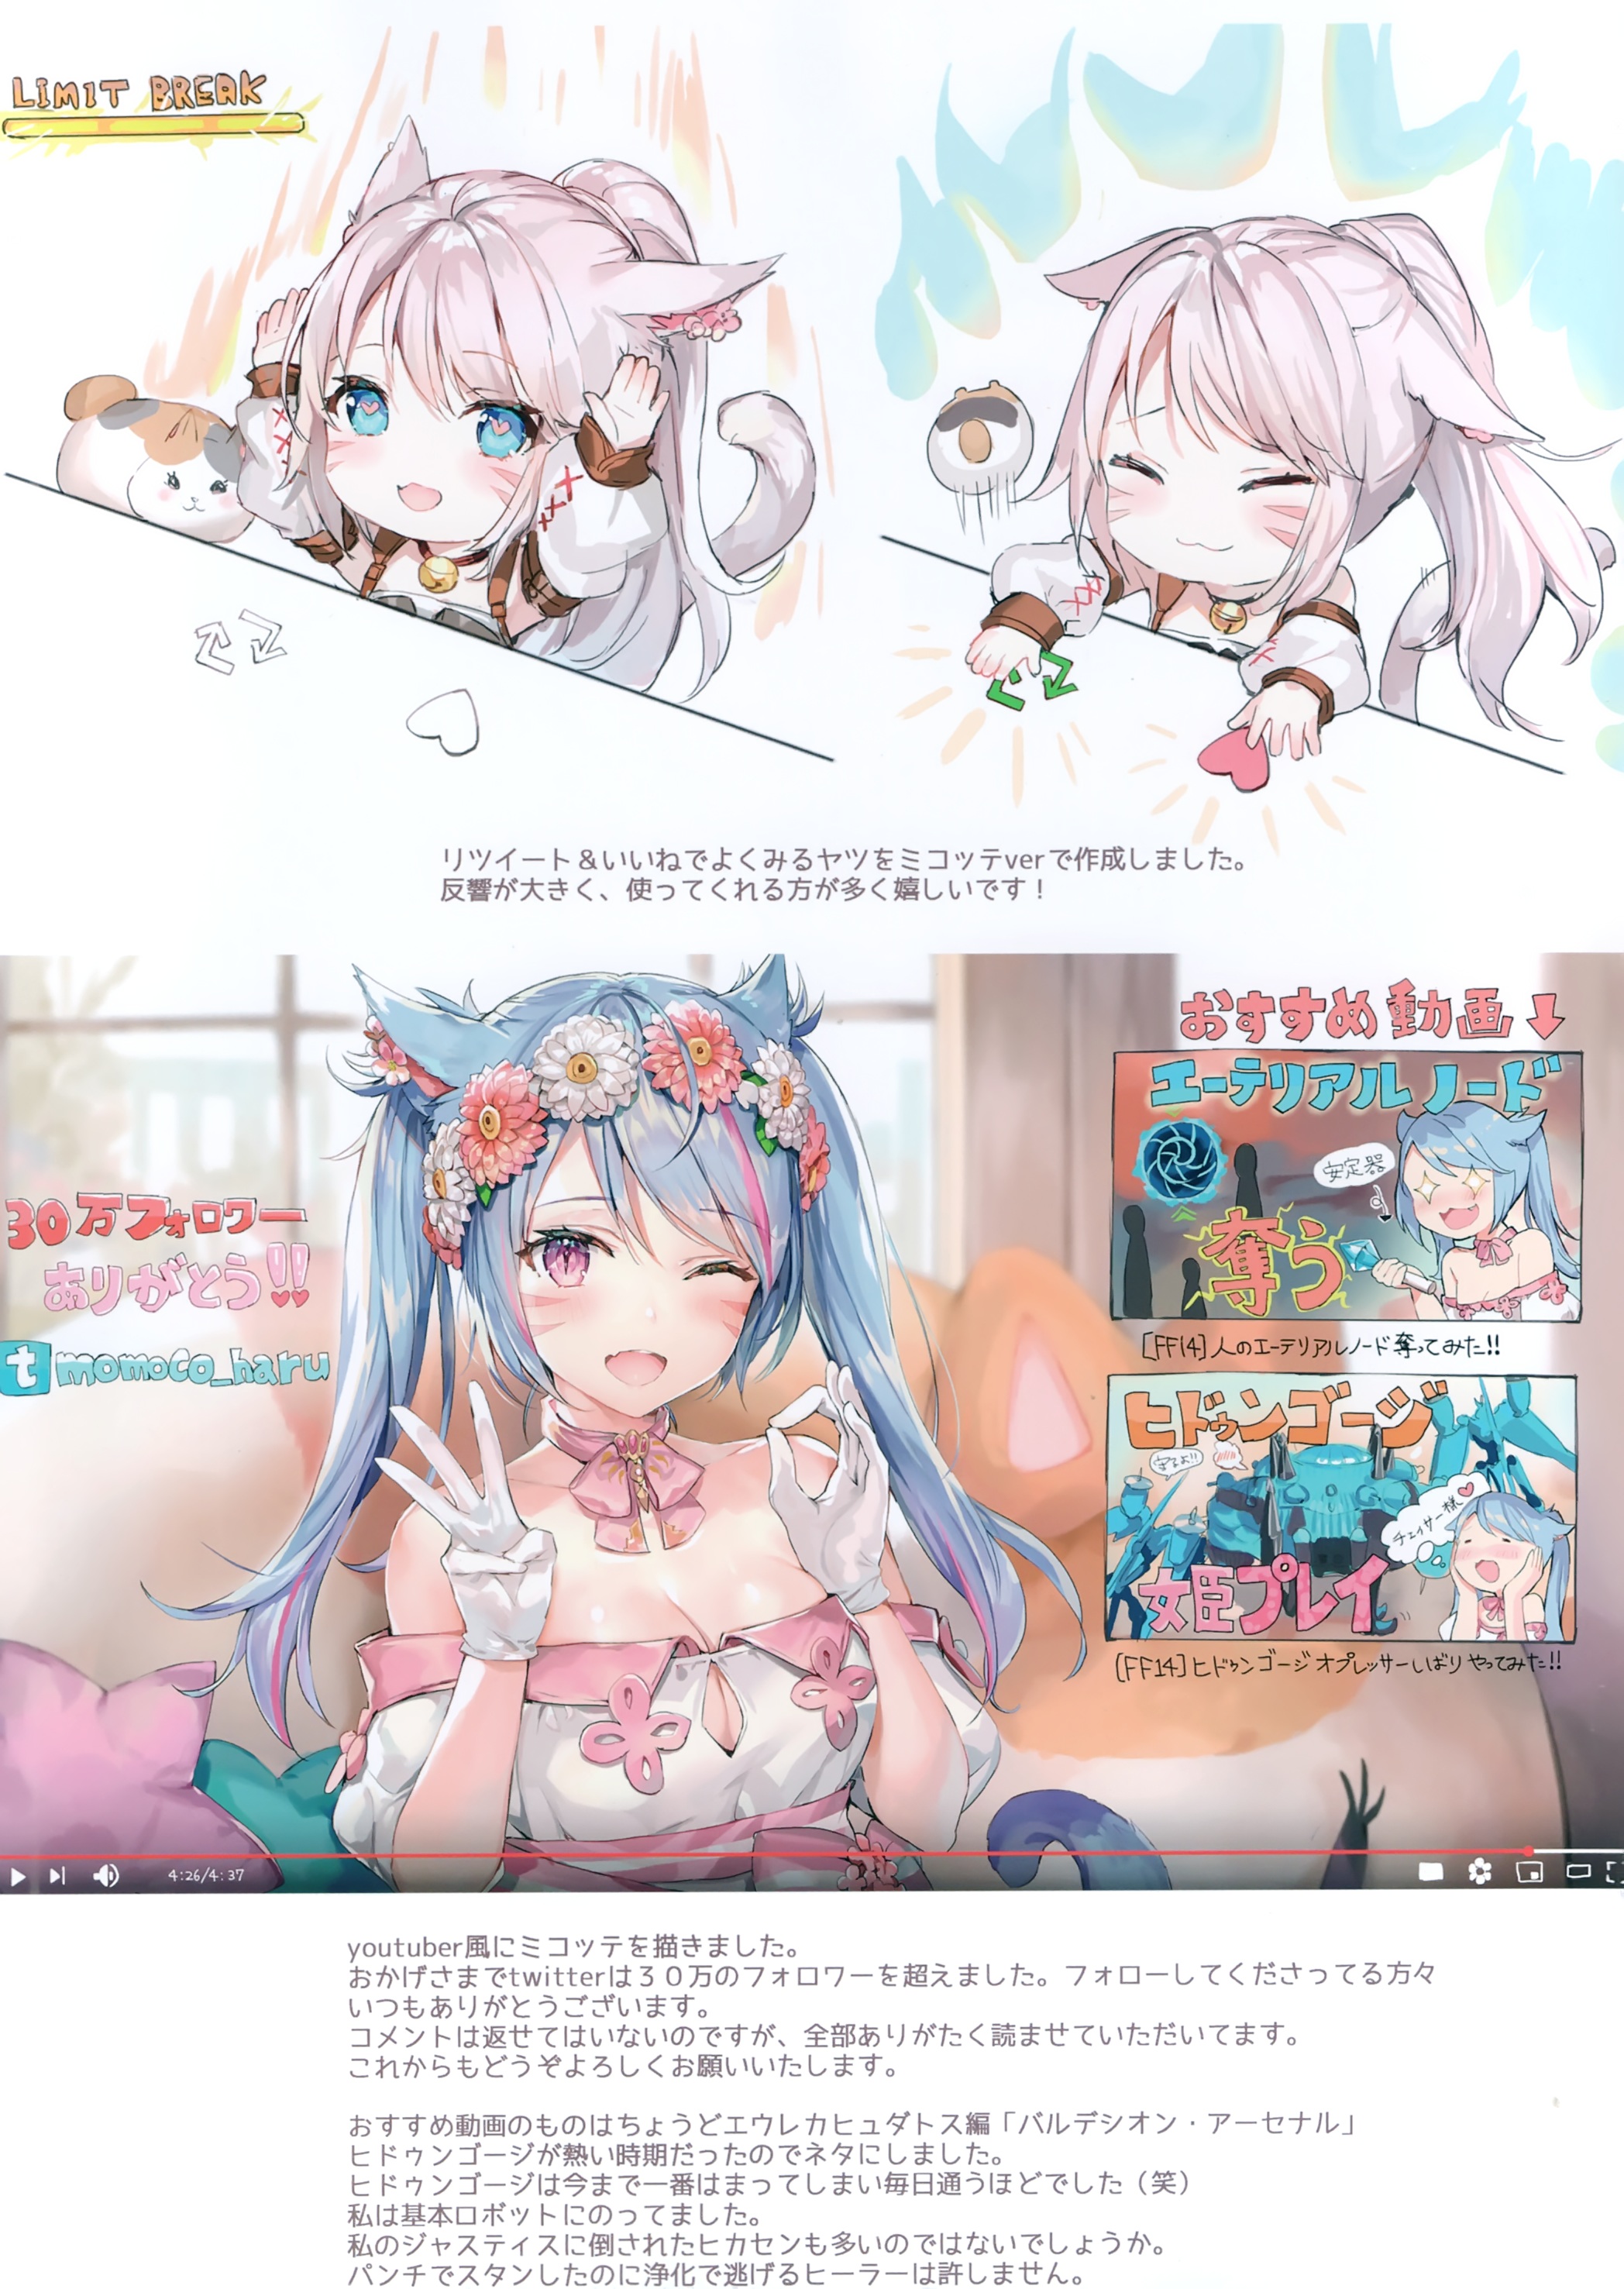 LIMIT BREAK
リツイート＆いいねでよくみるヤツをミコッテverで作成しました。
反響が大きく、使ってくれる方が多く嬉しいです！
30万フォロワー
ありがとう!!
t momoco_haru
おすすめ動画↓
エーテリアルノード
安定器
奪う
[FF14]人のエーテリアルノード奪ってみた!!
ヒドゥンゴージ
守るよ!!
チェイサー様♡
女臣プレイ
[FF14]ヒドゥンゴージオプレッサーしばりやってみた!!
4:26/4:37
youtuber風にミコッテを描きました。
おかげさまでtwitterは３０万のフォロワーを超えました。フォローしてくださってる方々
いつもありがとうございます。
コメントは返せてはいないのですが、全部ありがたく読ませていただいてます。
これからもどうぞよろしくお願いいたします。
おすすめ動画のものはちょうどエウレカヒュダトス編「バルデシオン・アーセナル」
ヒドゥンゴージが熱い時期だったのでネタにしました。
ヒドゥンゴージは今まで一番はまってしまい毎日通うほどでした（笑）
私は基本ロボットにのってました。
私のジャスティスに倒されたヒカセンも多いのではないでしょうか。
パンチでスタンしたのに浄化で逃げるヒーラーは許しません。